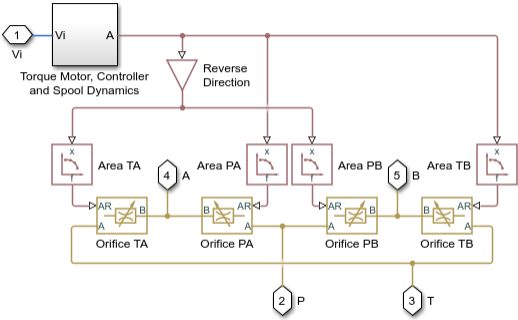 1
Vi
Vi
A
Torque Motor, Controller
and Spool Dynamics
Reverse
Direction
x
f
Area TA
4
A
Area PA
x
f
x
f
Area PB
5
B
Area TB
x
f
AR
B
A
Orifice TA
B
AR
A
Orifice PA
AR
B
A
Orifice PB
B
AR
A
Orifice TB
2
P
3
T